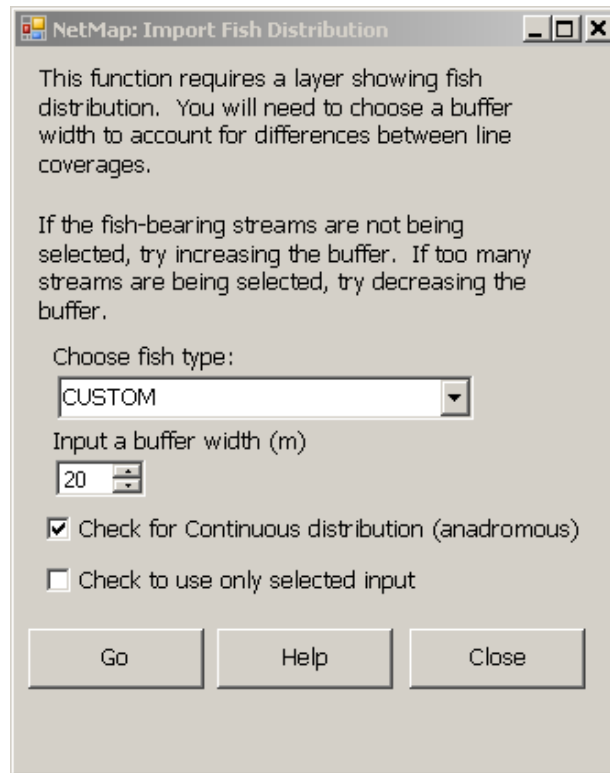 NetMap: Import Fish Distribution
This function requires a layer showing fish
distribution. You will need to choose a buffer
width to account for differences between line
coverages.
If the fish-bearing streams are not being
selected, try increasing the buffer. If too many
streams are being selected, try decreasing the
buffer.
Choose fish type:
CUSTOM
Input a buffer width (m)
20
Check for Continuous distribution (anadromous)
Check to use only selected input
Go Help Close